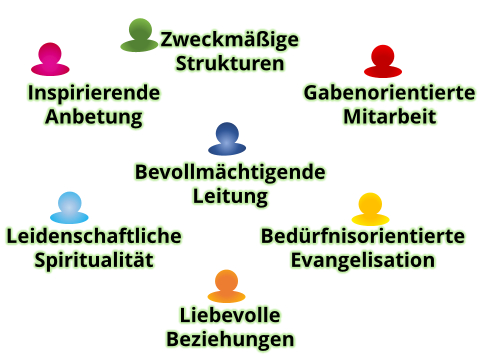 Zweckmäßige
Strukturen
Inspirierende
Anbetung
Gabenorientierte
Mitarbeit
Bevollmächtigende
Leitung
Leidenschaftliche
Spiritualität
Bedürfnisorientierte
Evangelisation
Liebevolle
Beziehungen